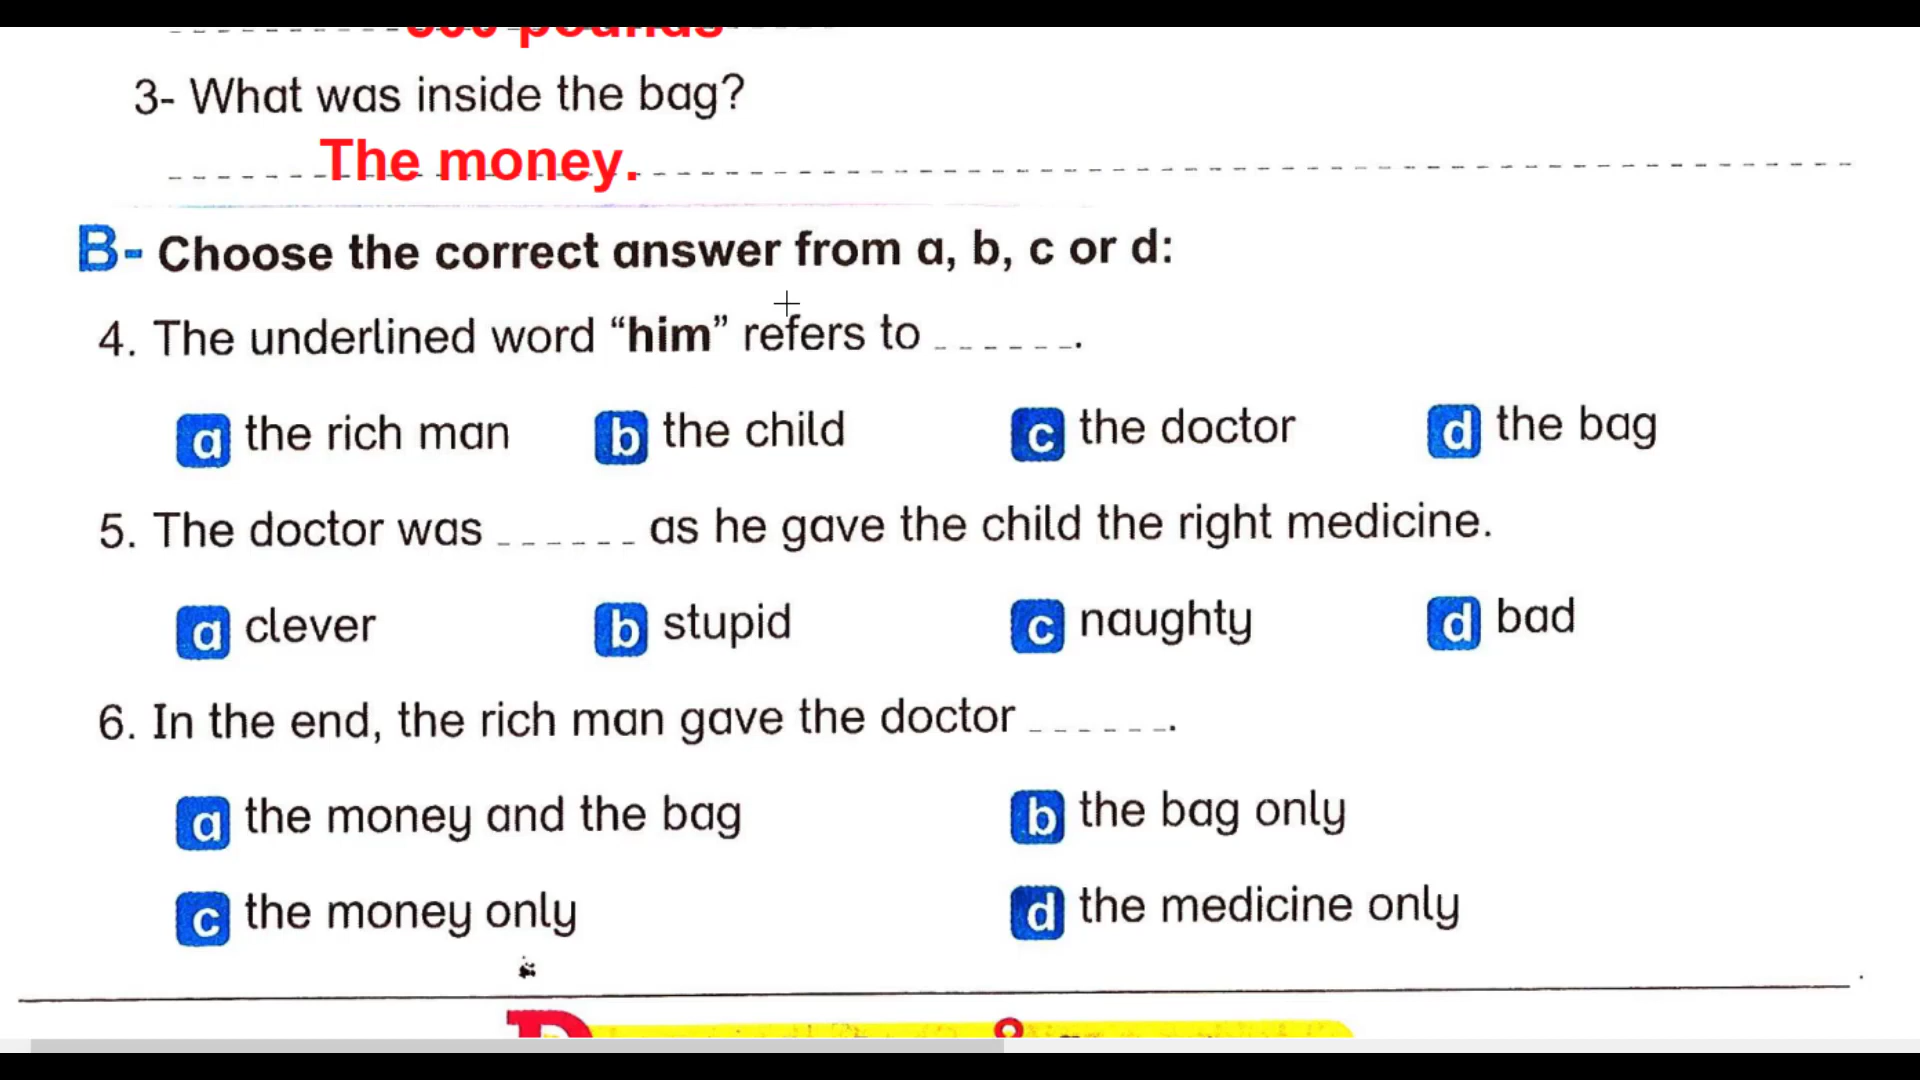 pounds
3- What was inside the bag?
The money.
B- Choose the correct answer from a, b, c or d:
4. The underlined word “him” refers to ______.
a the rich man b the child c the doctor d the bag
5. The doctor was ______ as he gave the child the right medicine.
a clever b stupid c naughty d bad
6. In the end, the rich man gave the doctor ______.
a the money and the bag b the bag only
c the money only d the medicine only